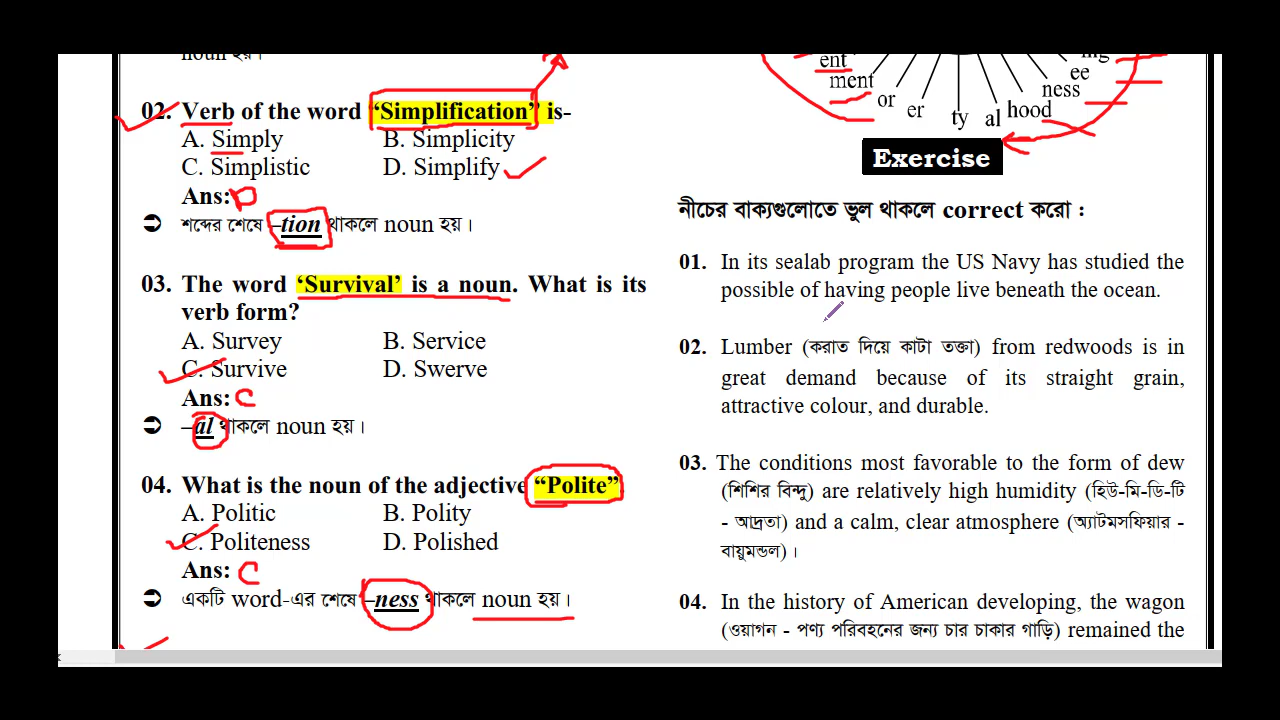 noun হয়।
02. Verb of the word “Simplification” is-
A. Simply B. Simplicity
C. Simplistic D. Simplify
Ans: D
➲ শব্দের শেষে –tion থাকলে noun হয়।
03. The word ‘Survival’ is a noun. What is its
verb form?
A. Survey B. Service
C. Survive D. Swerve
Ans: C
➲ –al থাকলে noun হয়।
04. What is the noun of the adjective “Polite”
A. Politic B. Polity
C. Politeness D. Polished
Ans: C
➲ একটি word-এর শেষে –ness থাকলে noun হয়।
ent
ment
or
er
ty
al
hood
ness
ee
ing
Exercise
নীচের বাক্যগুলোতে ভুল থাকলে correct করো :
01. In its sealab program the US Navy has studied the
possible of having people live beneath the ocean.
02. Lumber (করাত দিয়ে কাটা তক্তা) from redwoods is in
great demand because of its straight grain,
attractive colour, and durable.
03. The conditions most favorable to the form of dew
(শিশির বিন্দু) are relatively high humidity (হিউ-মি-ডি-টি
- আদ্রতা) and a calm, clear atmosphere (অ্যাটমসফিয়ার -
বায়ুমন্ডল)।
04. In the history of American developing, the wagon
(ওয়াগন - পণ্য পরিবহনের জন্য চার চাকার গাড়ি) remained the